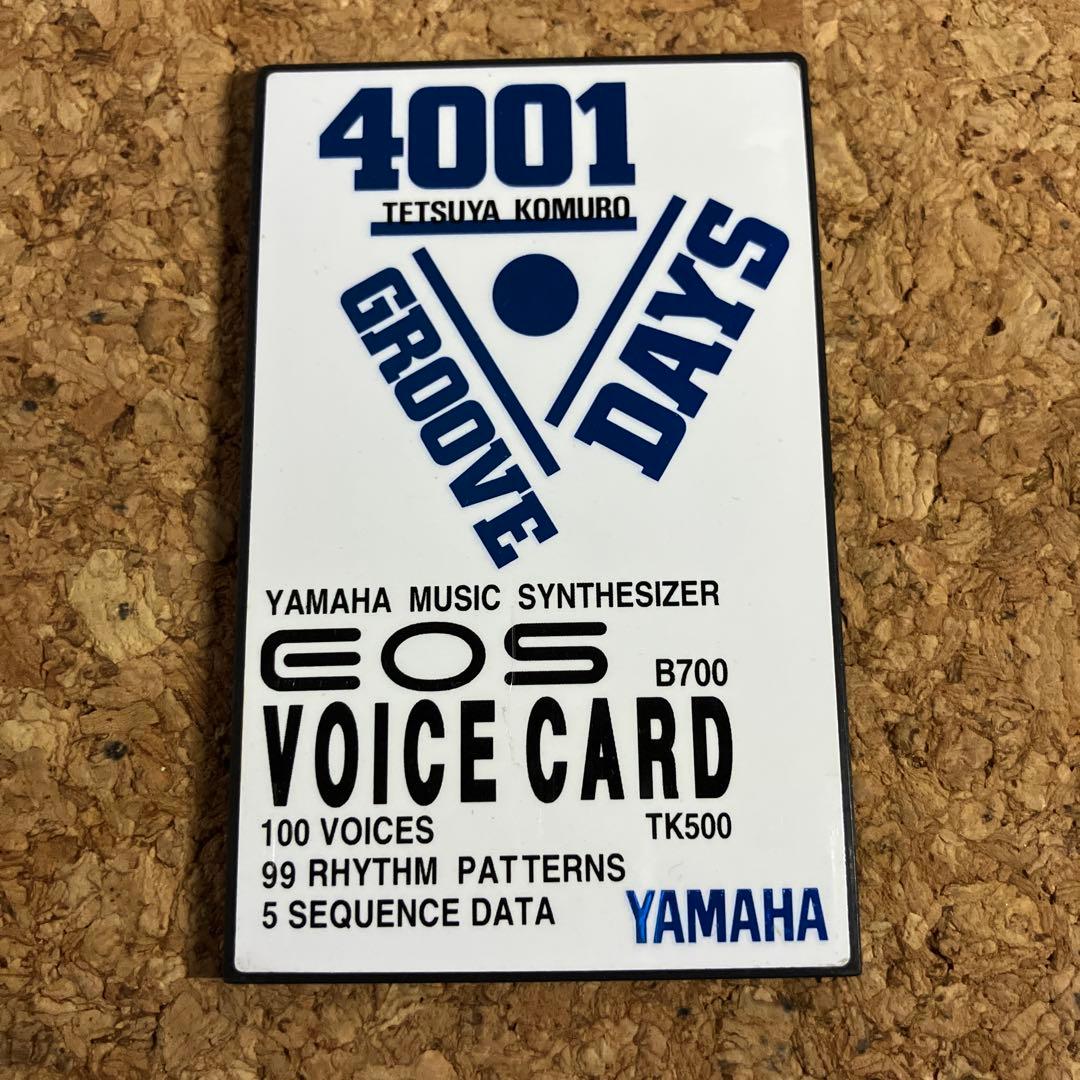 4001
TETSUYA KOMURO
GROOVE
DAYS
YAMAHA MUSIC SYNTHESIZER
EOS B700
VOICE CARD
100 VOICES TK500
99 RHYTHM PATTERNS
5 SEQUENCE DATA
YAMAHA